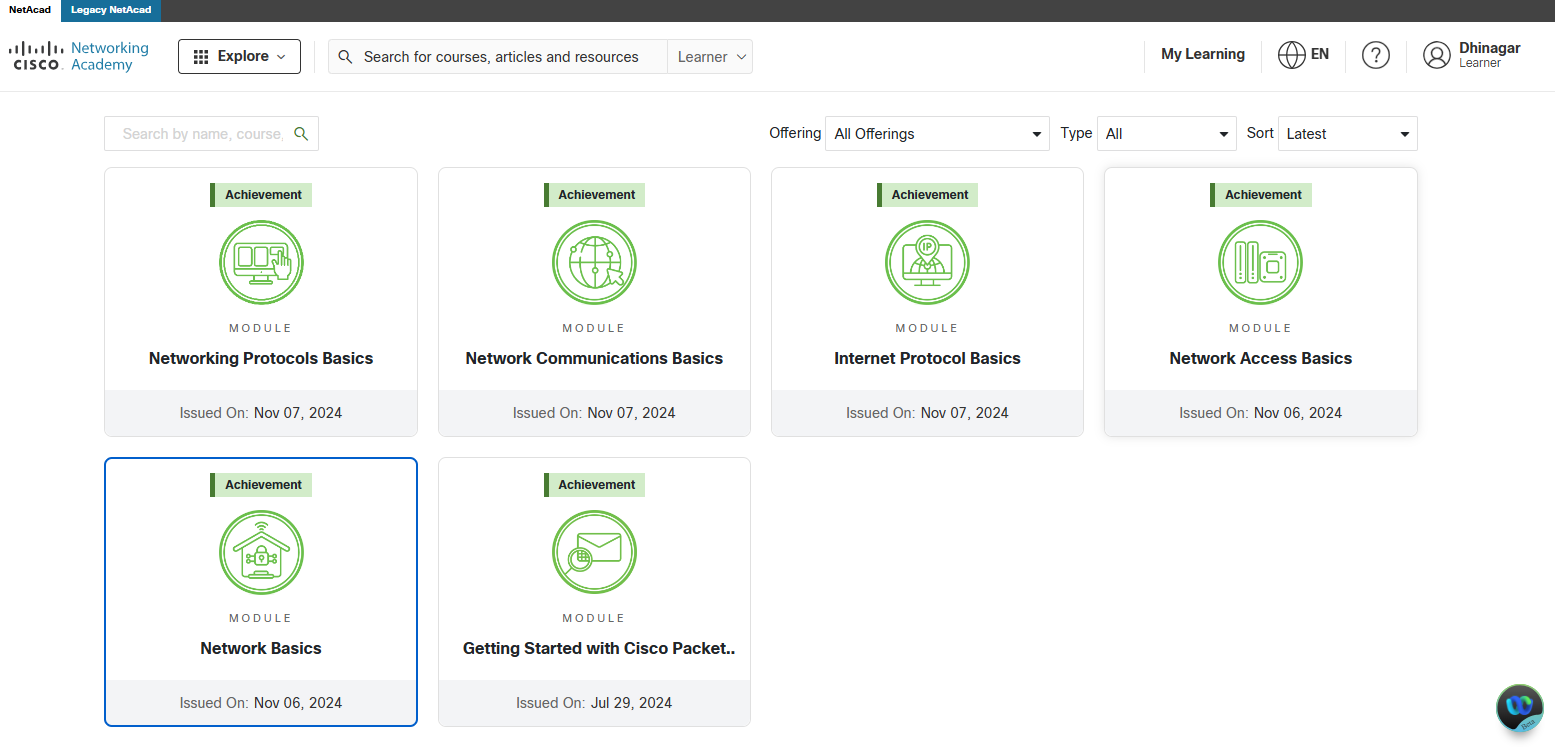 NetAcad
Legacy NetAcad
CISCO
Networking
Academy
Explore
Search for courses, articles and resources
Learner
My Learning
EN
?
Dhinagar
Learner
Search by name, course,
Offering
All Offerings
Type
All
Sort
Latest
Achievement
MODULE
Networking Protocols Basics
Issued On: Nov 07, 2024
Achievement
MODULE
Network Communications Basics
Issued On: Nov 07, 2024
Achievement
IP
MODULE
Internet Protocol Basics
Issued On: Nov 07, 2024
Achievement
MODULE
Network Access Basics
Issued On: Nov 06, 2024
Achievement
MODULE
Network Basics
Issued On: Nov 06, 2024
Achievement
MODULE
Getting Started with Cisco Packet..
Issued On: Jul 29, 2024
Beta